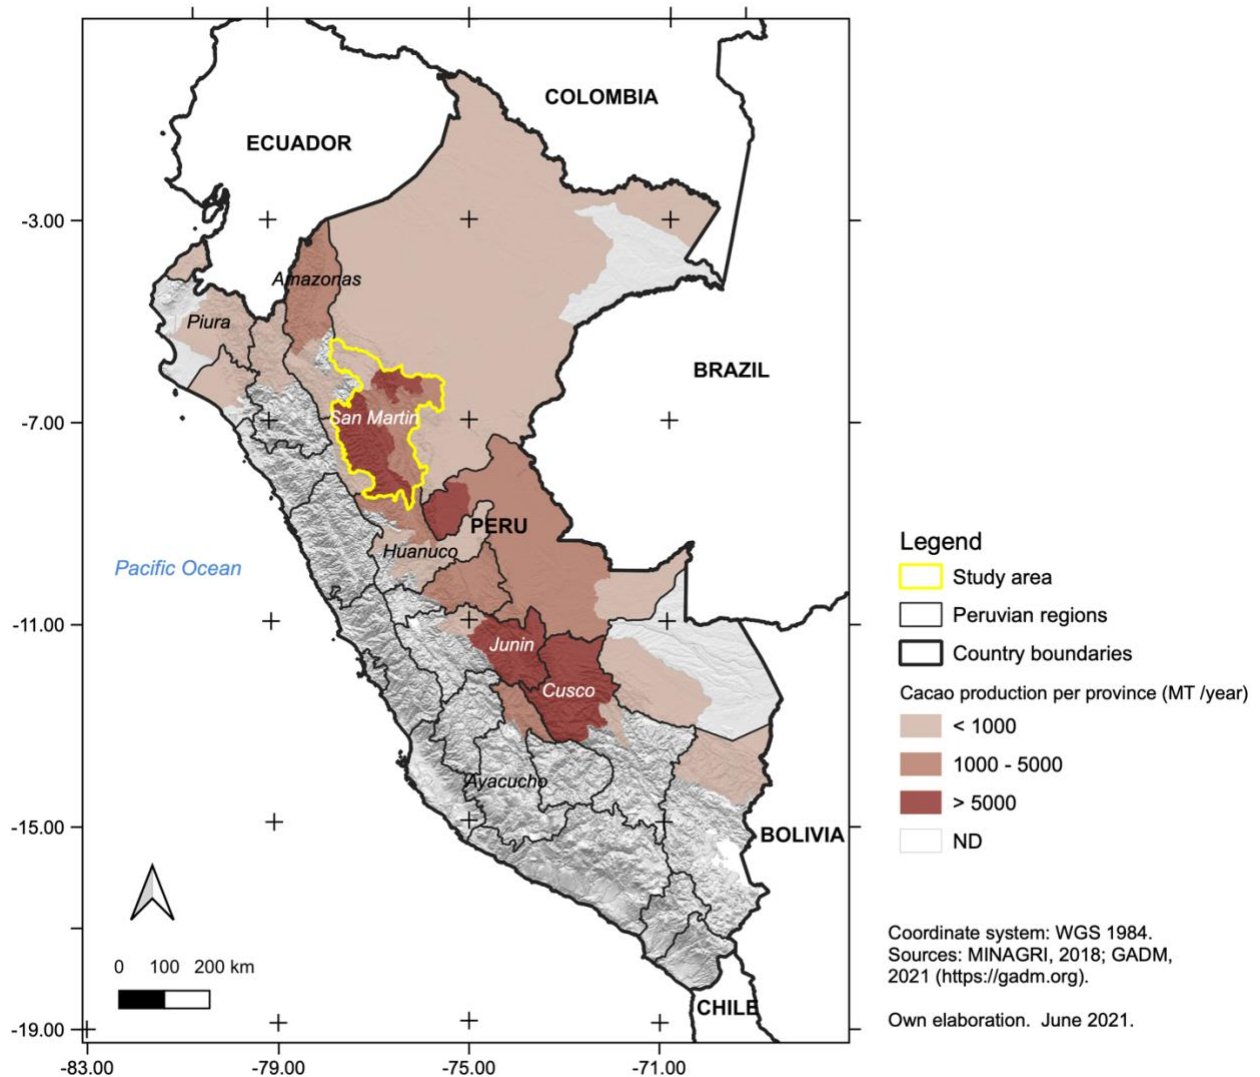 COLOMBIA
ECUADOR
-3.00
Amazonas
Piura
BRAZIL
-7.00
San Martin
PERU
Huanuco
Pacific Ocean
-11.00
Junin
Cusco
Ayacucho
-15.00
BOLIVIA
0 100 200 km
CHILE
-19.00
-83.00 -79.00 -75.00 -71.00
Legend
Study area
Peruvian regions
Country boundaries
Cacao production per province (MT /year)
< 1000
1000 - 5000
> 5000
ND
Coordinate system: WGS 1984.
Sources: MINAGRI, 2018; GADM,
2021 (https://gadm.org).
Own elaboration. June 2021.